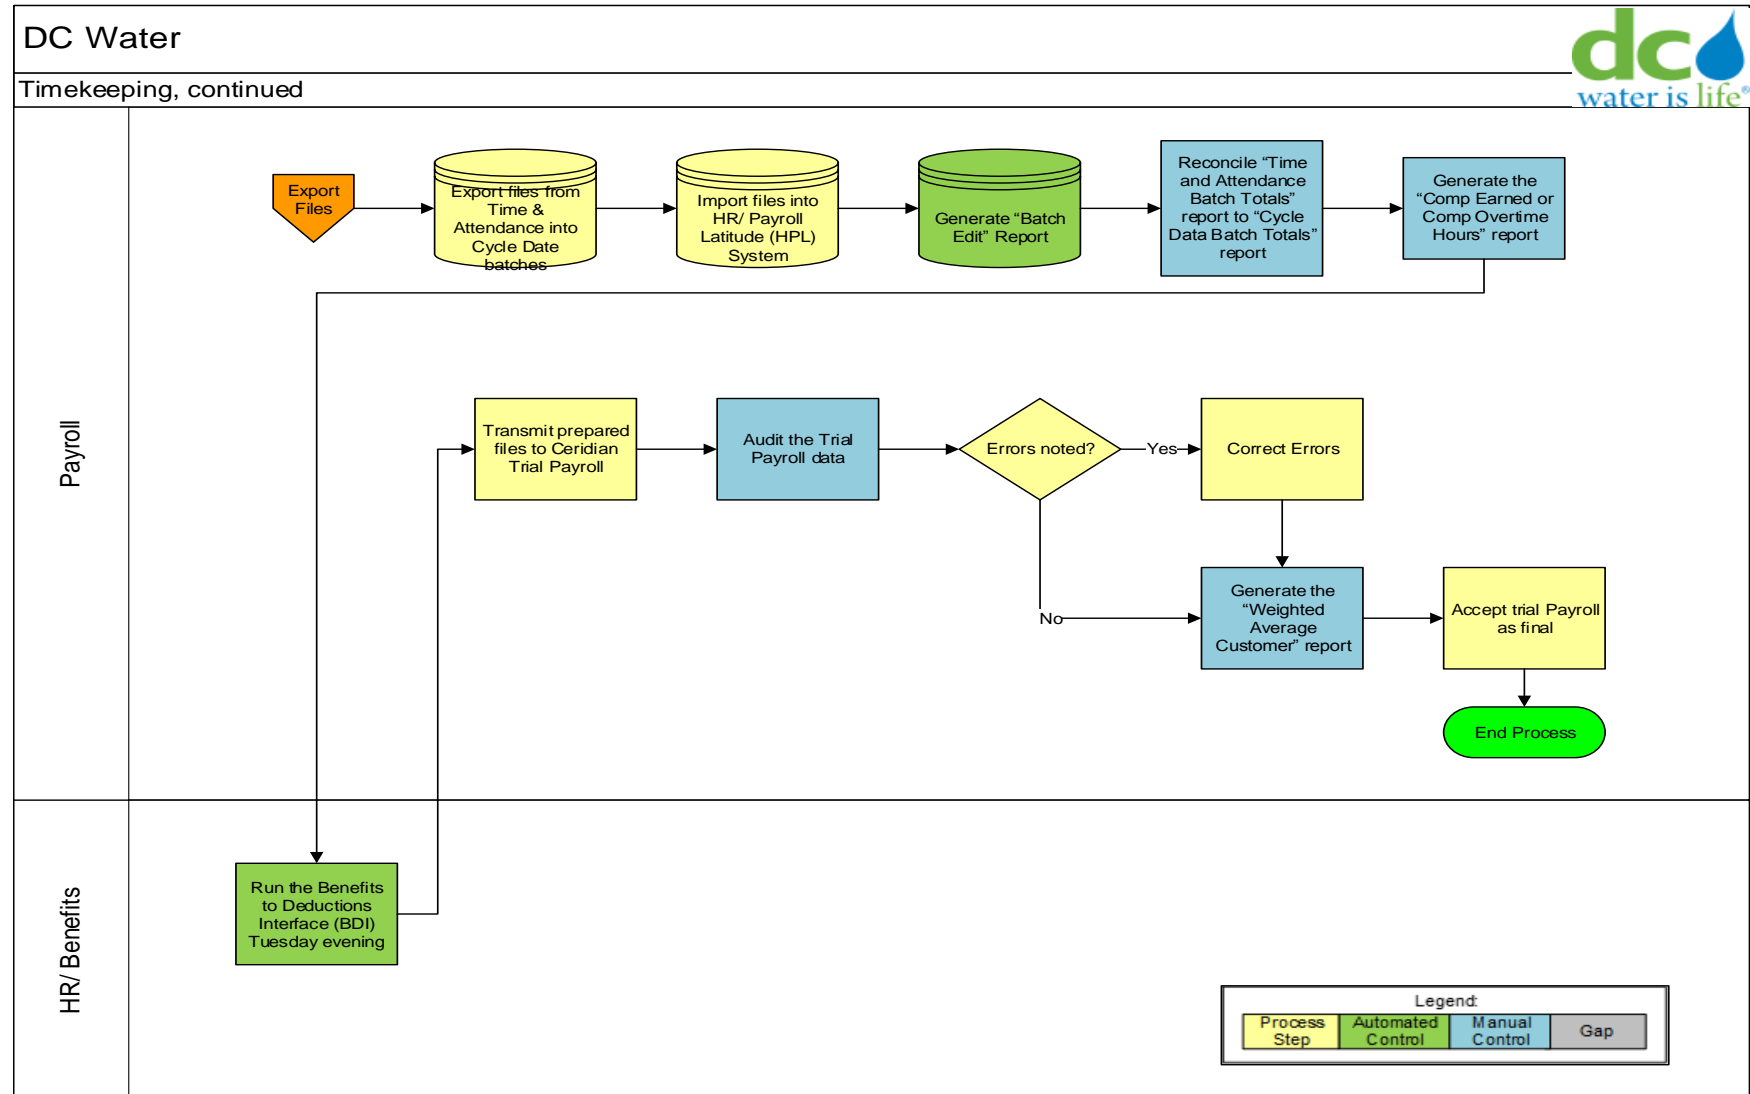 DC Water
dc
water is life®
Timekeeping, continued
Payroll
Export
Files
Export files from
Time &
Attendance into
Cycle Date
batches
Import files into
HR/ Payroll
Latitude (HPL)
System
Generate “Batch
Edit” Report
Reconcile “Time
and Attendance
Batch Totals”
report to “Cycle
Data Batch Totals”
report
Generate the
“Comp Earned or
Comp Overtime
Hours” report
Transmit prepared
files to Ceridian
Trial Payroll
Audit the Trial
Payroll data
Errors noted?
Yes
Correct Errors
No
Generate the
“Weighted
Average
Customer” report
Accept trial Payroll
as final
End Process
HR/ Benefits
Run the Benefits
to Deductions
Interface (BDI)
Tuesday evening
Legend:
Process
Step
Automated
Control
Manual
Control
Gap